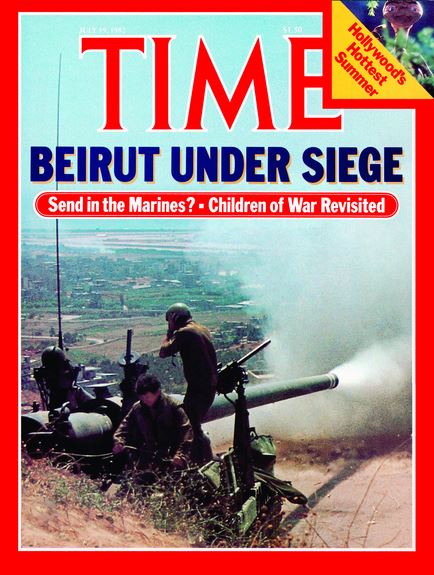 JULY 19, 1982
$1.50
TIME
Hollywood's
Hottest
Summer
BEIRUT UNDER SIEGE
Send in the Marines? • Children of War Revisited